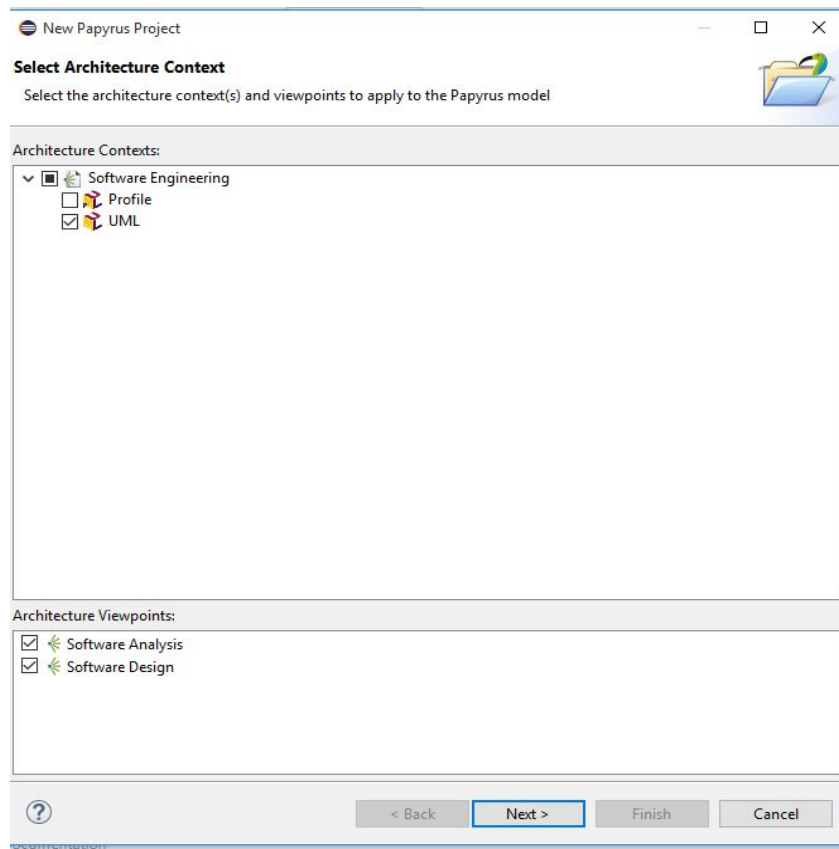 New Papyrus Project
Select Architecture Context
Select the architecture context(s) and viewpoints to apply to the Papyrus model
Architecture Contexts:
Software Engineering
Profile
UML
Architecture Viewpoints:
Software Analysis
Software Design
? < Back Next > Finish Cancel